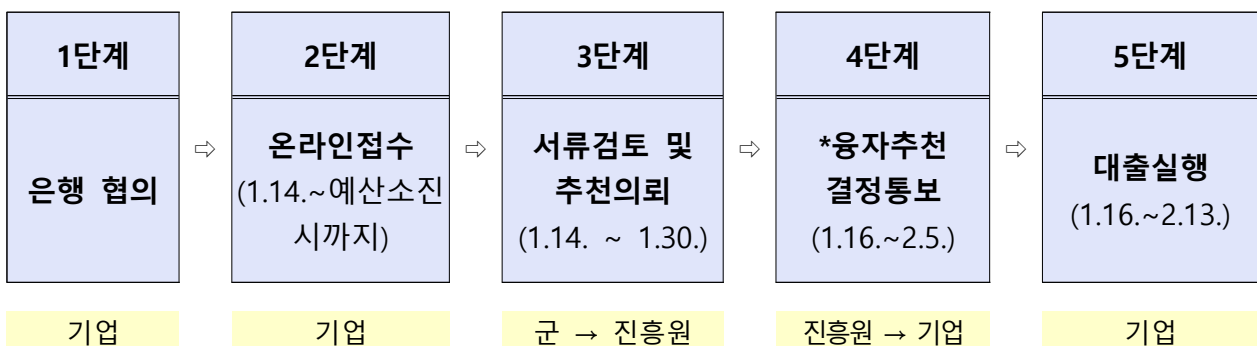 1단계
은행 협의
기업
⇨
2단계
온라인접수
(1.14.~예산소진
시까지)
기업
⇨
3단계
서류검토 및
추천의뢰
(1.14. ~ 1.30.)
군 → 진흥원
⇨
4단계
*융자추천
결정통보
(1.16.~2.5.)
진흥원 → 기업
⇨
5단계
대출실행
(1.16.~2.13.)
기업